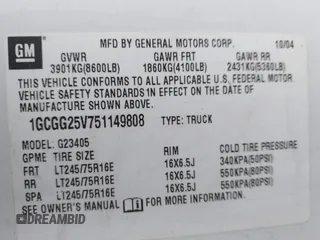 GM
MFD BY GENERAL MOTORS CORP. 10/04
GVWR GAWR FRT GAWR RR
3901KG(8600LB) 1860KG(4100LB) 2431KG(5360LB)
THIS VEHICLE CONFORMS TO ALL APPLICABLE U.S. FEDERAL MOTOR
VEHICLE SAFETY STANDARDS IN EFFECT ON THE DATE OF
MANUFACTURE SHOWN ABOVE.
1GCGG25V751149808 TYPE: TRUCK
MODEL: G23405
GPME TIRE SIZE RIM COLD TIRE PRESSURE
FRT LT245/75R16E 16X6.5J 340KPA(50PSI)
RR LT245/75R16E 16X6.5J 550KPA(80PSI)
SPA LT245/75R16E 16X6.5J 550KPA(80PSI)
SEE OWNER'S MANUAL FOR MORE INFORMATION.
DREAMBID